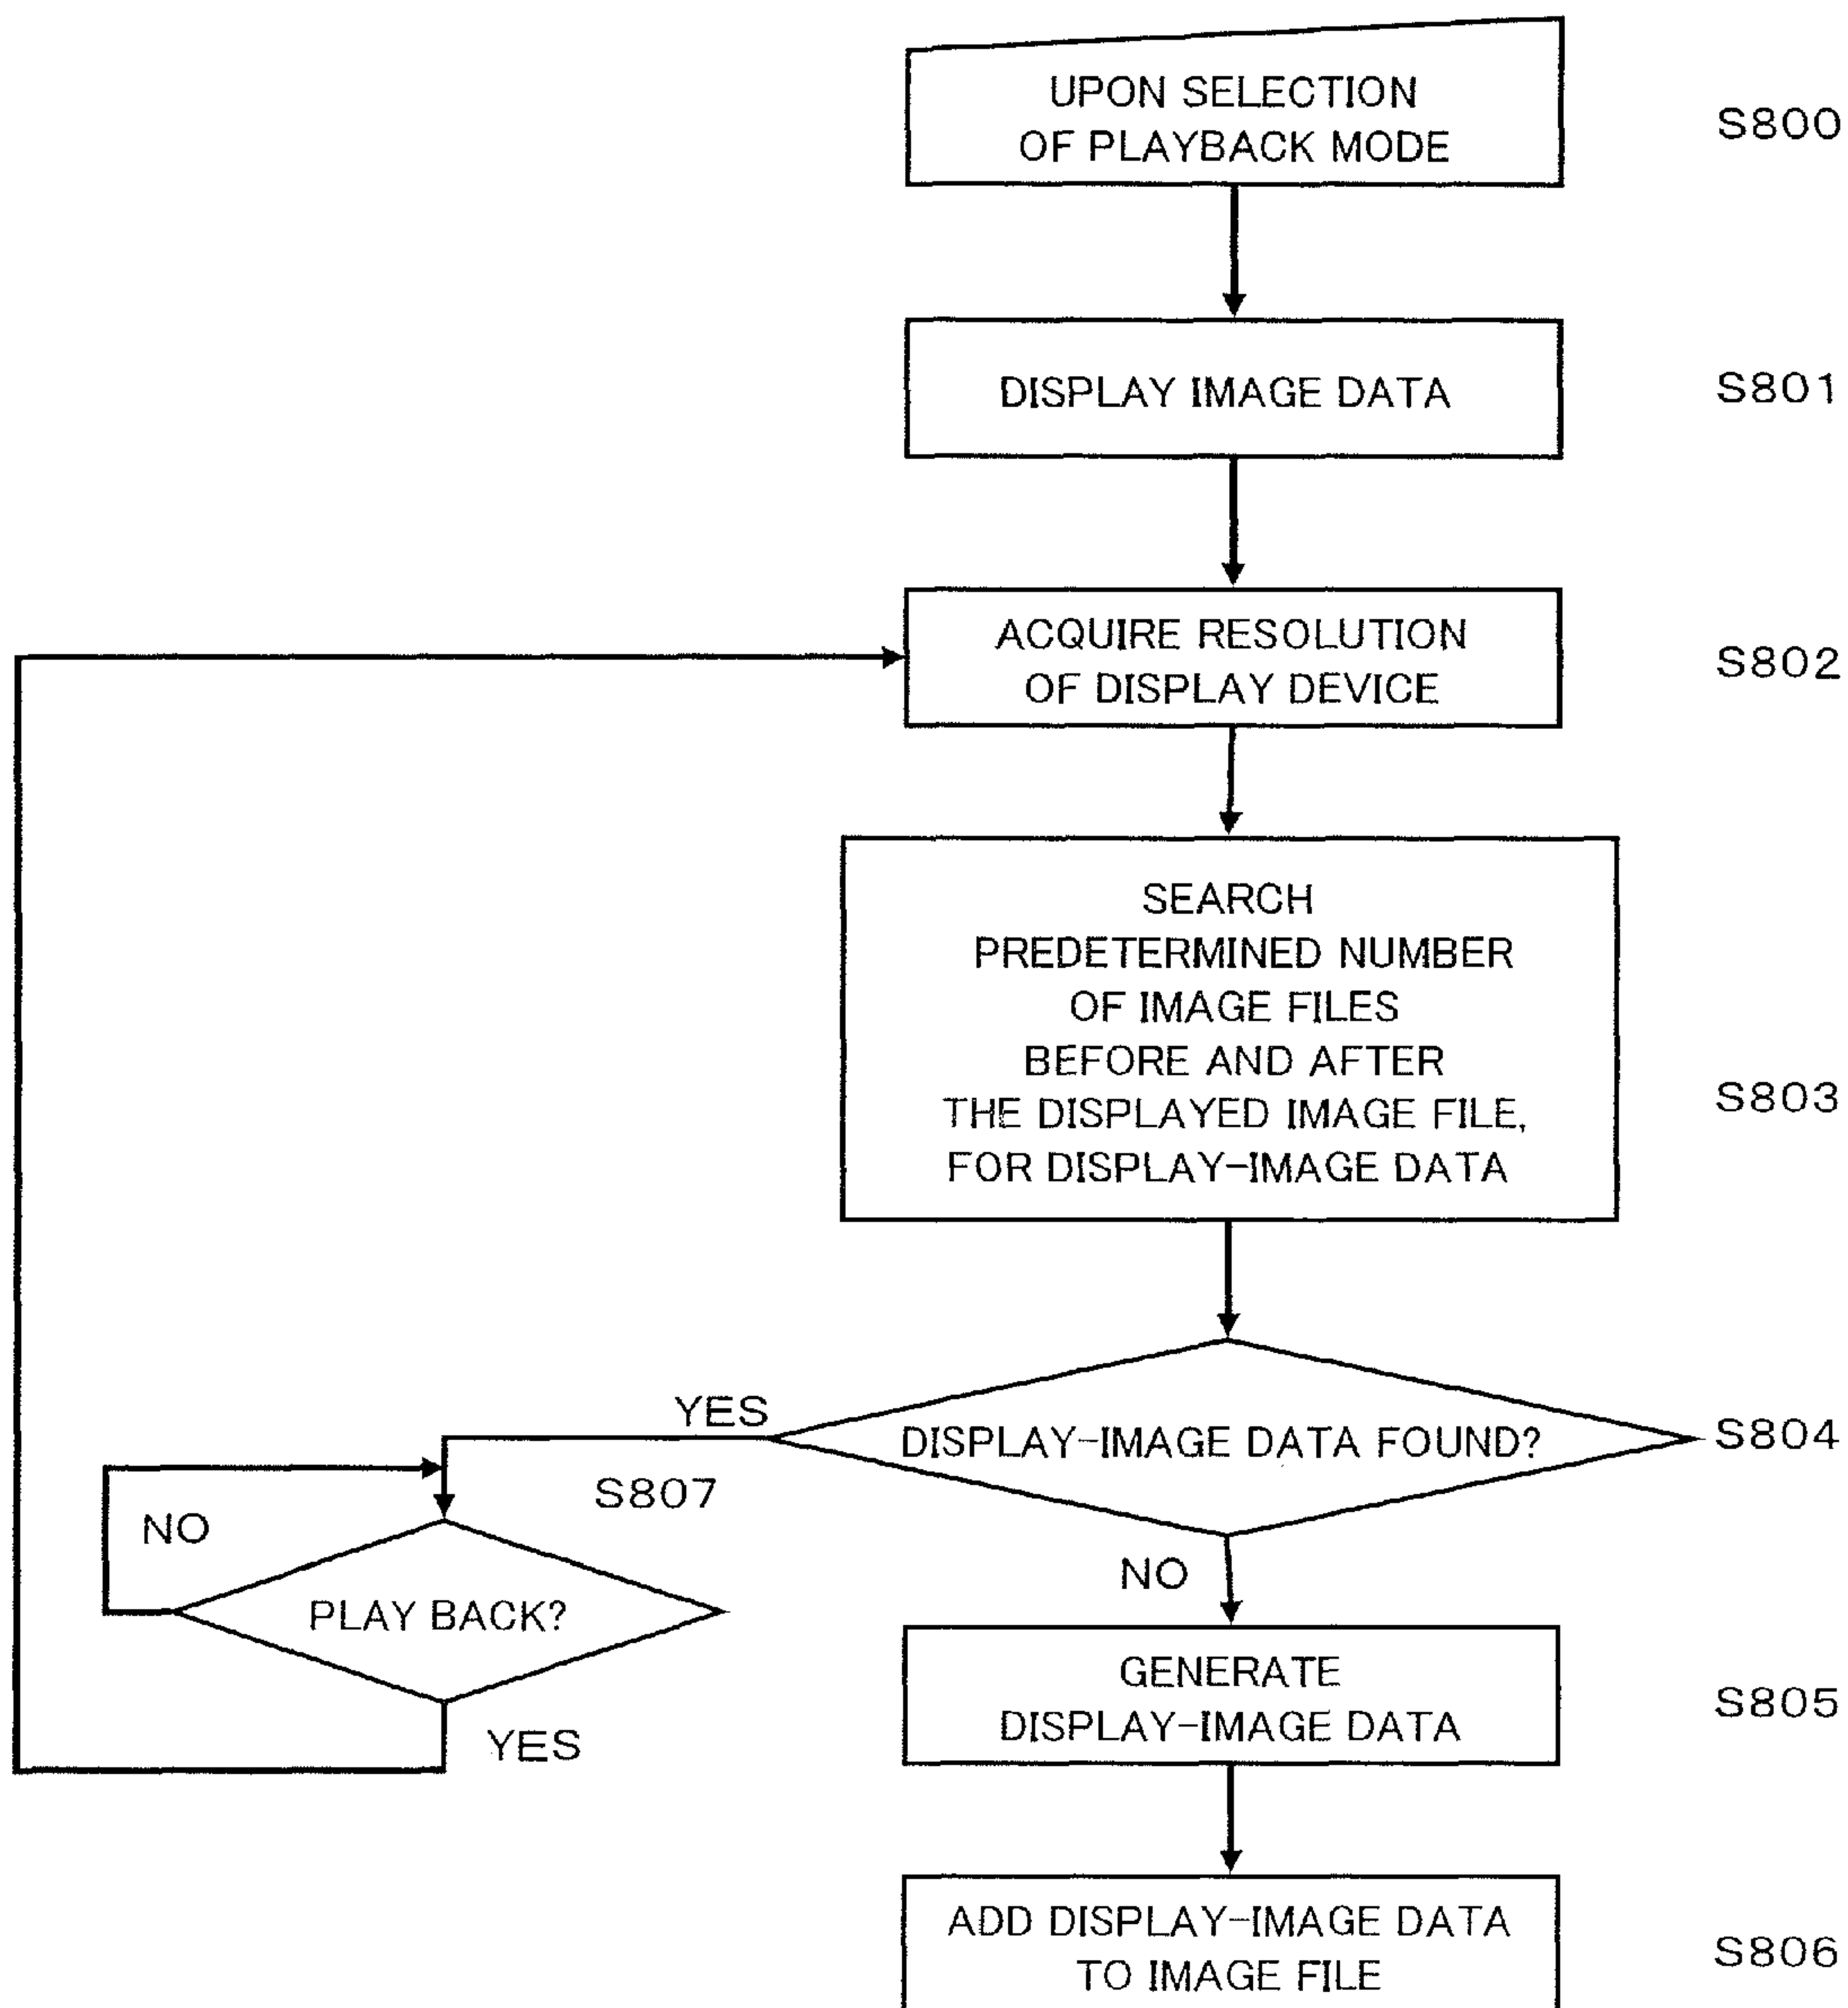 UPON SELECTION
OF PLAYBACK MODE
S800
DISPLAY IMAGE DATA
S801
ACQUIRE RESOLUTION
OF DISPLAY DEVICE
S802
SEARCH
PREDETERMINED NUMBER
OF IMAGE FILES
BEFORE AND AFTER
THE DISPLAYED IMAGE FILE,
FOR DISPLAY-IMAGE DATA
S803
YES
DISPLAY-IMAGE DATA FOUND?
S804
S807
NO
PLAY BACK?
YES
NO
GENERATE
DISPLAY-IMAGE DATA
S805
ADD DISPLAY-IMAGE DATA
TO IMAGE FILE
S806